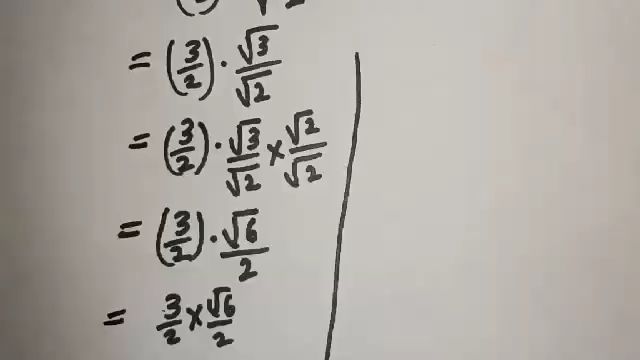 = (3/2) · √3/√2
= (3/2) · √3/√2 × √2/√2
= (3/2) · √6/2
= 3/2 × √6/2